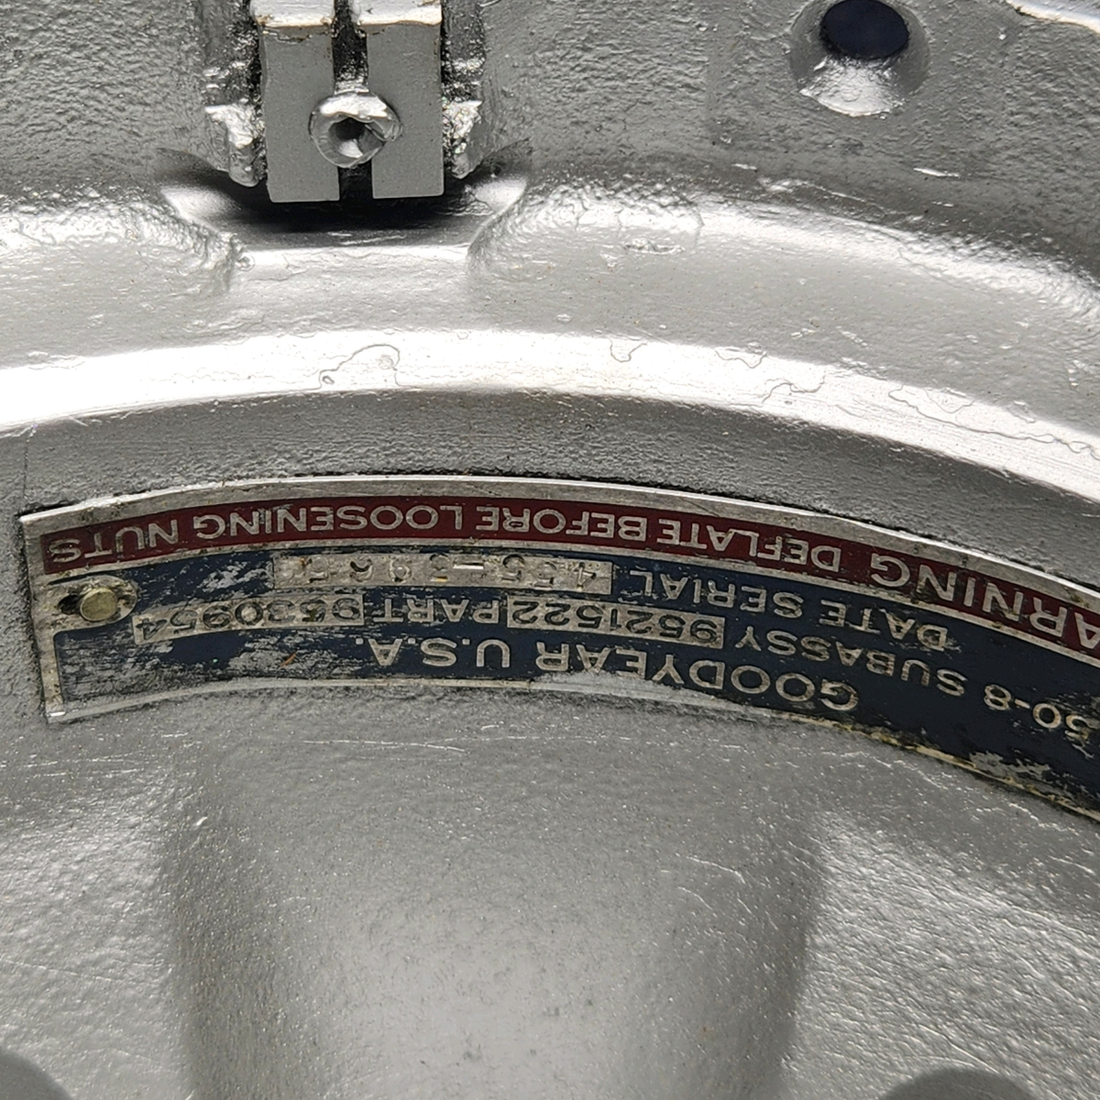 GOODYEAR U.S.A.
50-8 SUBASSY 9521522 PART 9530954
DATE SERIAL
ARNING DEFLATE BEFORE LOOSENING NUTS